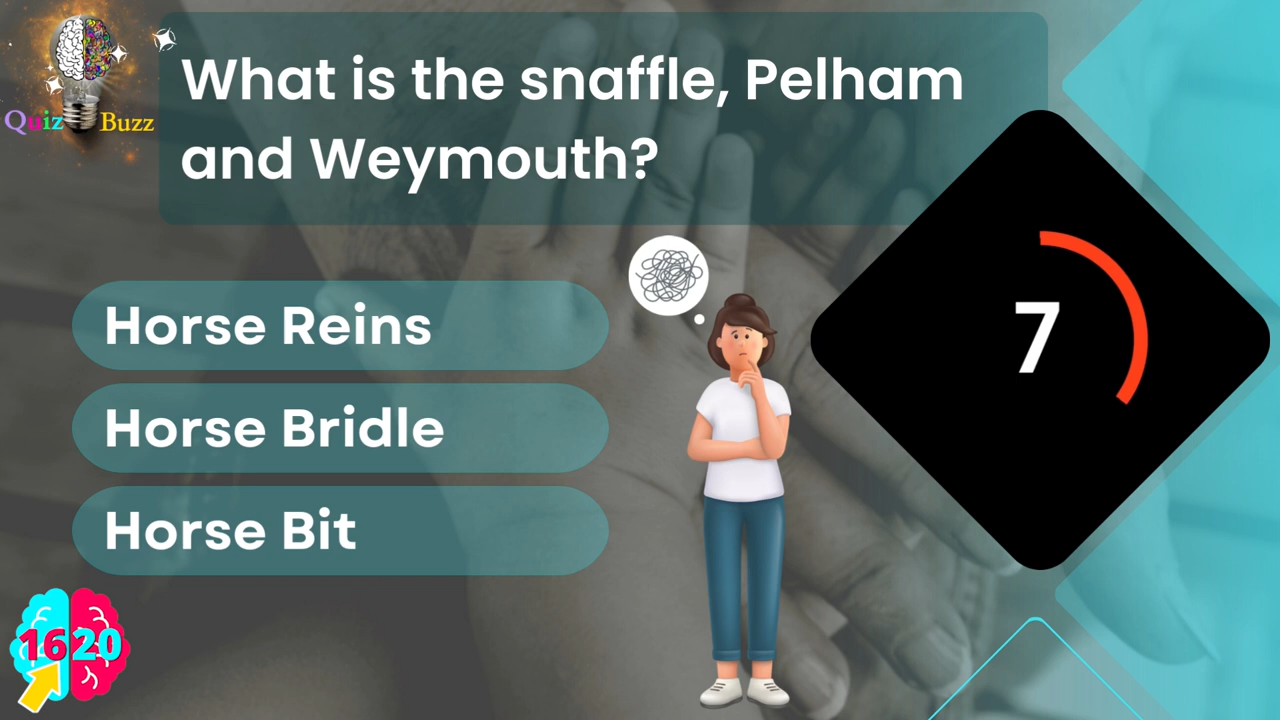 Quiz Buzz
What is the snaffle, Pelham
and Weymouth?
7
Horse Reins
Horse Bridle
Horse Bit
1620